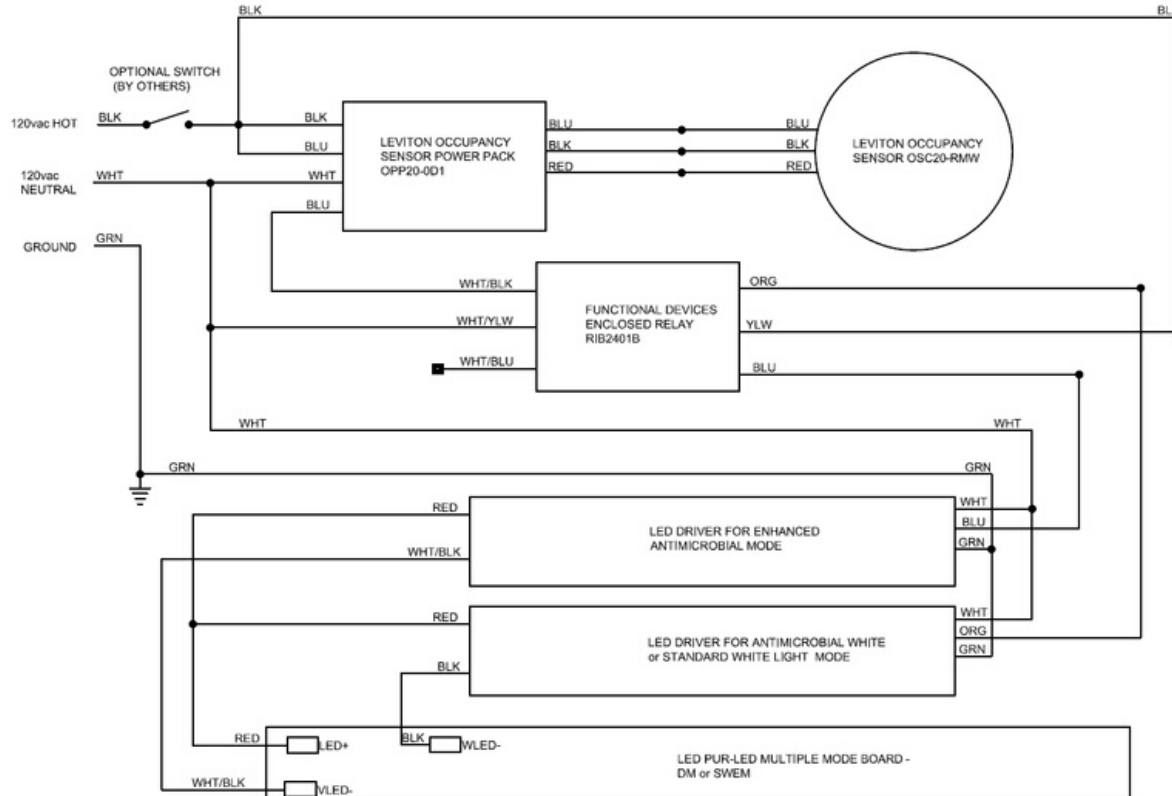 BLK
BL
OPTIONAL SWITCH
(BY OTHERS)
120vac HOT
BLK
BLK
BLU
LEVITON OCCUPANCY
SENSOR POWER PACK
OPP20-0D1
BLU
BLK
RED
BLU
BLK
RED
LEVITON OCCUPANCY
SENSOR OSC20-RMW
120vac
NEUTRAL
WHT
WHT
BLU
GROUND
GRN
WHT/BLK
WHT/YLW
WHT/BLU
FUNCTIONAL DEVICES
ENCLOSED RELAY
RIB2401B
ORG
YLW
BLU
WHT
WHT
GRN
GRN
RED
WHT/BLK
LED DRIVER FOR ENHANCED
ANTIMICROBIAL MODE
WHT
BLU
GRN
RED
BLK
LED DRIVER FOR ANTIMICROBIAL WHITE
or STANDARD WHITE LIGHT MODE
WHT
ORG
GRN
RED
LED+
BLK
WLED-
WHT/BLK
VLED-
LED PUR-LED MULTIPLE MODE BOARD -
DM or SWEM